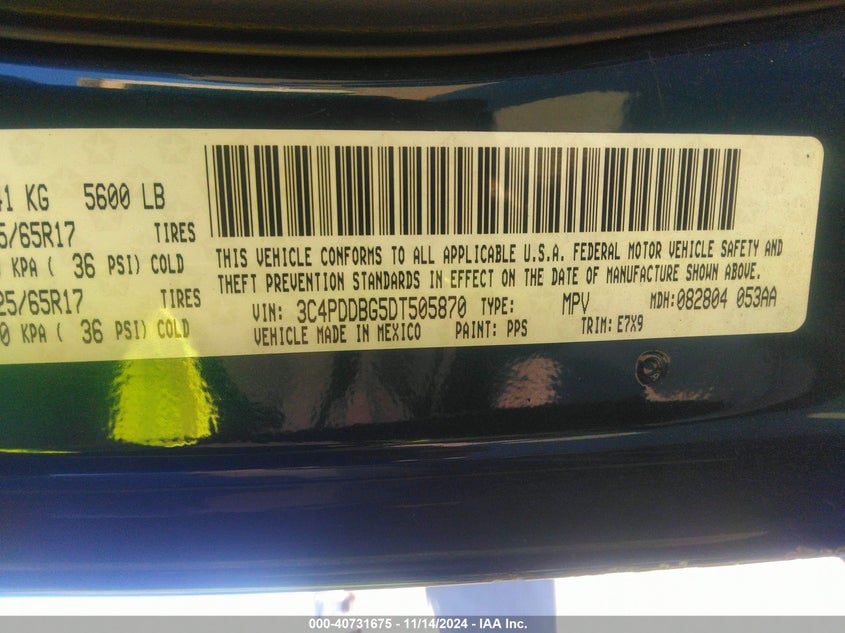 41 KG 5600 LB
5/65R17 TIRES
KPA ( 36 PSI) COLD
25/65R17 TIRES
0 KPA ( 36 PSI) COLD
THIS VEHICLE CONFORMS TO ALL APPLICABLE U.S.A. FEDERAL MOTOR VEHICLE SAFETY AND
THEFT PREVENTION STANDARDS IN EFFECT ON THE DATE OF MANUFACTURE SHOWN ABOVE.
VIN: 3C4PDDBG5DT505870 TYPE: MPV MDH:082804 053AA
VEHICLE MADE IN MEXICO PAINT: PPS TRIM: E7X9
000-40731675 | 11/14/2024 - IAA Inc.